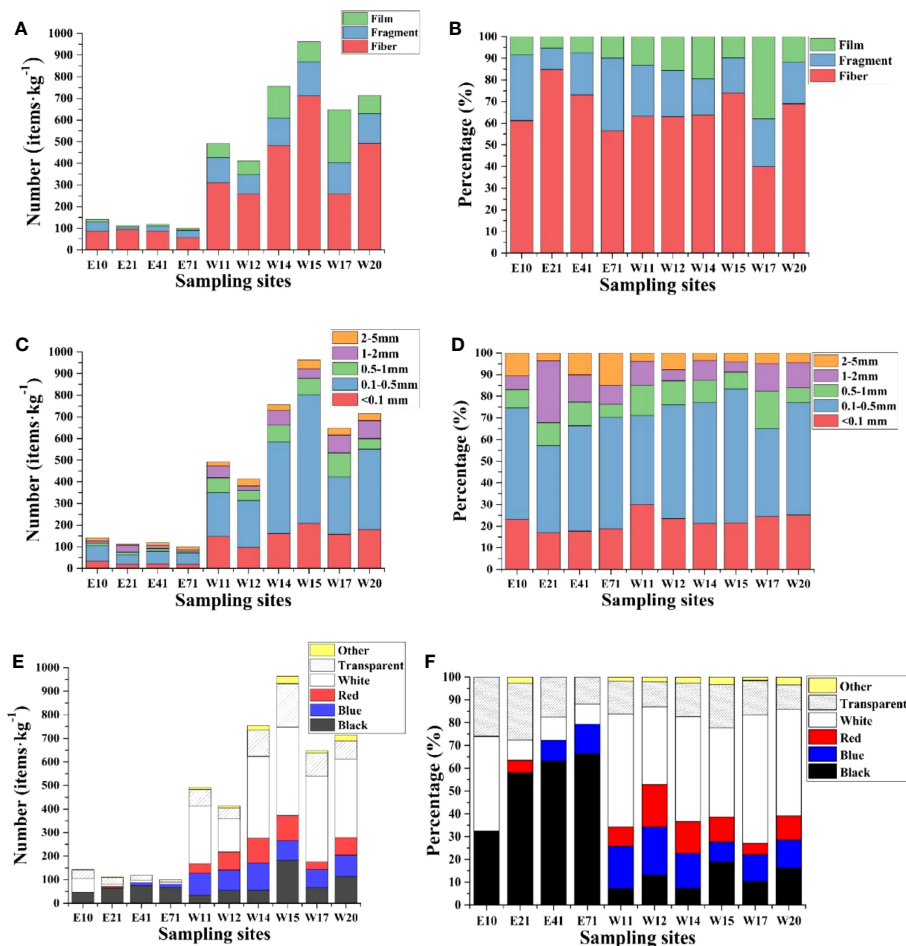 A
Film
Fragment
Fiber
Number (items·kg⁻¹)
1000
900
800
700
600
500
400
300
200
100
0
E10 E21 E41 E71 W11 W12 W14 W15 W17 W20
Sampling sites
B
Film
Fragment
Fiber
Percentage (%)
100
90
80
70
60
50
40
30
20
10
0
E10 E21 E41 E71 W11 W12 W14 W15 W17 W20
Sampling sites
C
2-5mm
1-2mm
0.5-1mm
0.1-0.5mm
<0.1 mm
Number (items·kg⁻¹)
1000
900
800
700
600
500
400
300
200
100
0
E10 E21 E41 E71 W11 W12 W14 W15 W17 W20
Sampling sites
D
2-5mm
1-2mm
0.5-1mm
0.1-0.5mm
<0.1 mm
Percentage (%)
100
90
80
70
60
50
40
30
20
10
0
E10 E21 E41 E71 W11 W12 W14 W15 W17 W20
Sampling sites
E
Other
Transparent
White
Red
Blue
Black
Number (items·kg⁻¹)
1000
900
800
700
600
500
400
300
200
100
0
E10 E21 E41 E71 W11 W12 W14 W15 W17 W20
Sampling sites
F
Other
Transparent
White
Red
Blue
Black
Percentage (%)
100
90
80
70
60
50
40
30
20
10
0
E10 E21 E41 E71 W11 W12 W14 W15 W17 W20
Sampling sites